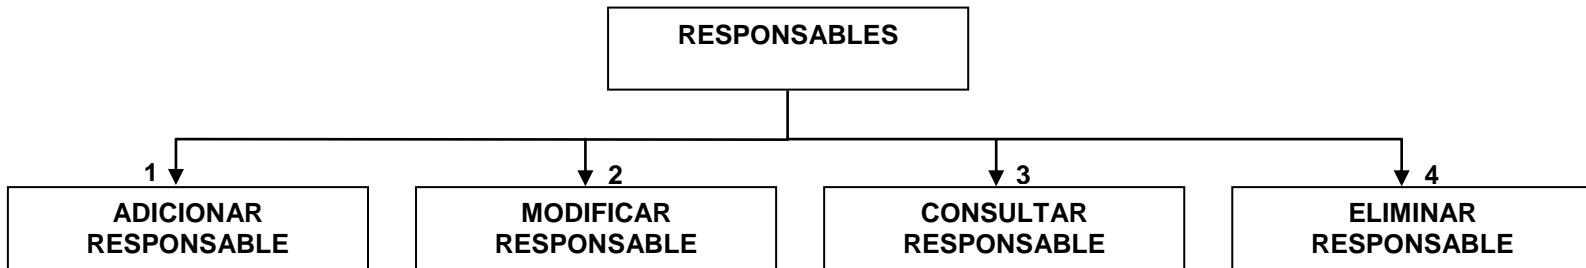 RESPONSABLES
1
2
3
4
ADICIONAR
RESPONSABLE
MODIFICAR
RESPONSABLE
CONSULTAR
RESPONSABLE
ELIMINAR
RESPONSABLE